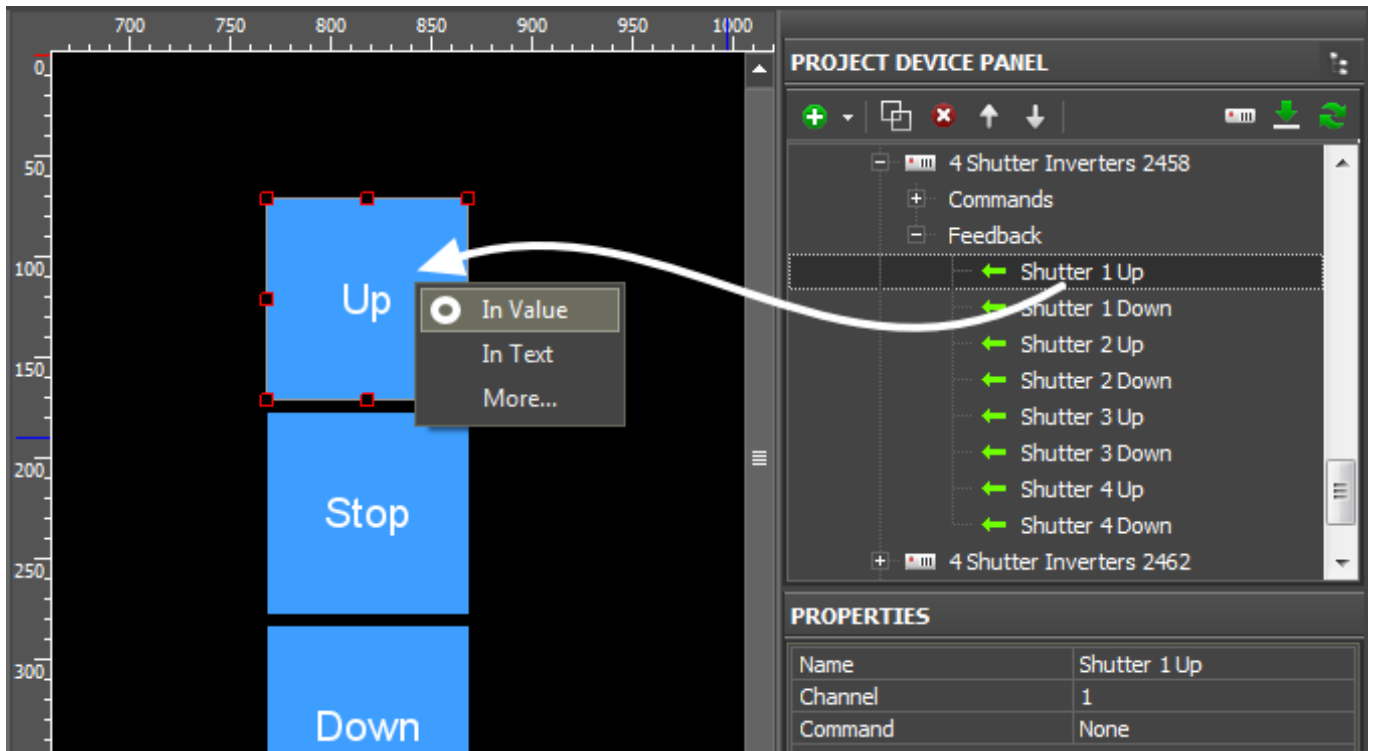 700 750 800 850 900 950 1000
0
50
100
150
200
250
300
Up
In Value
In Text
More...
Stop
Down
PROJECT DEVICE PANEL
4 Shutter Inverters 2458
Commands
Feedback
Shutter 1 Up
Shutter 1 Down
Shutter 2 Up
Shutter 2 Down
Shutter 3 Up
Shutter 3 Down
Shutter 4 Up
Shutter 4 Down
4 Shutter Inverters 2462
PROPERTIES
Name Shutter 1 Up
Channel 1
Command None